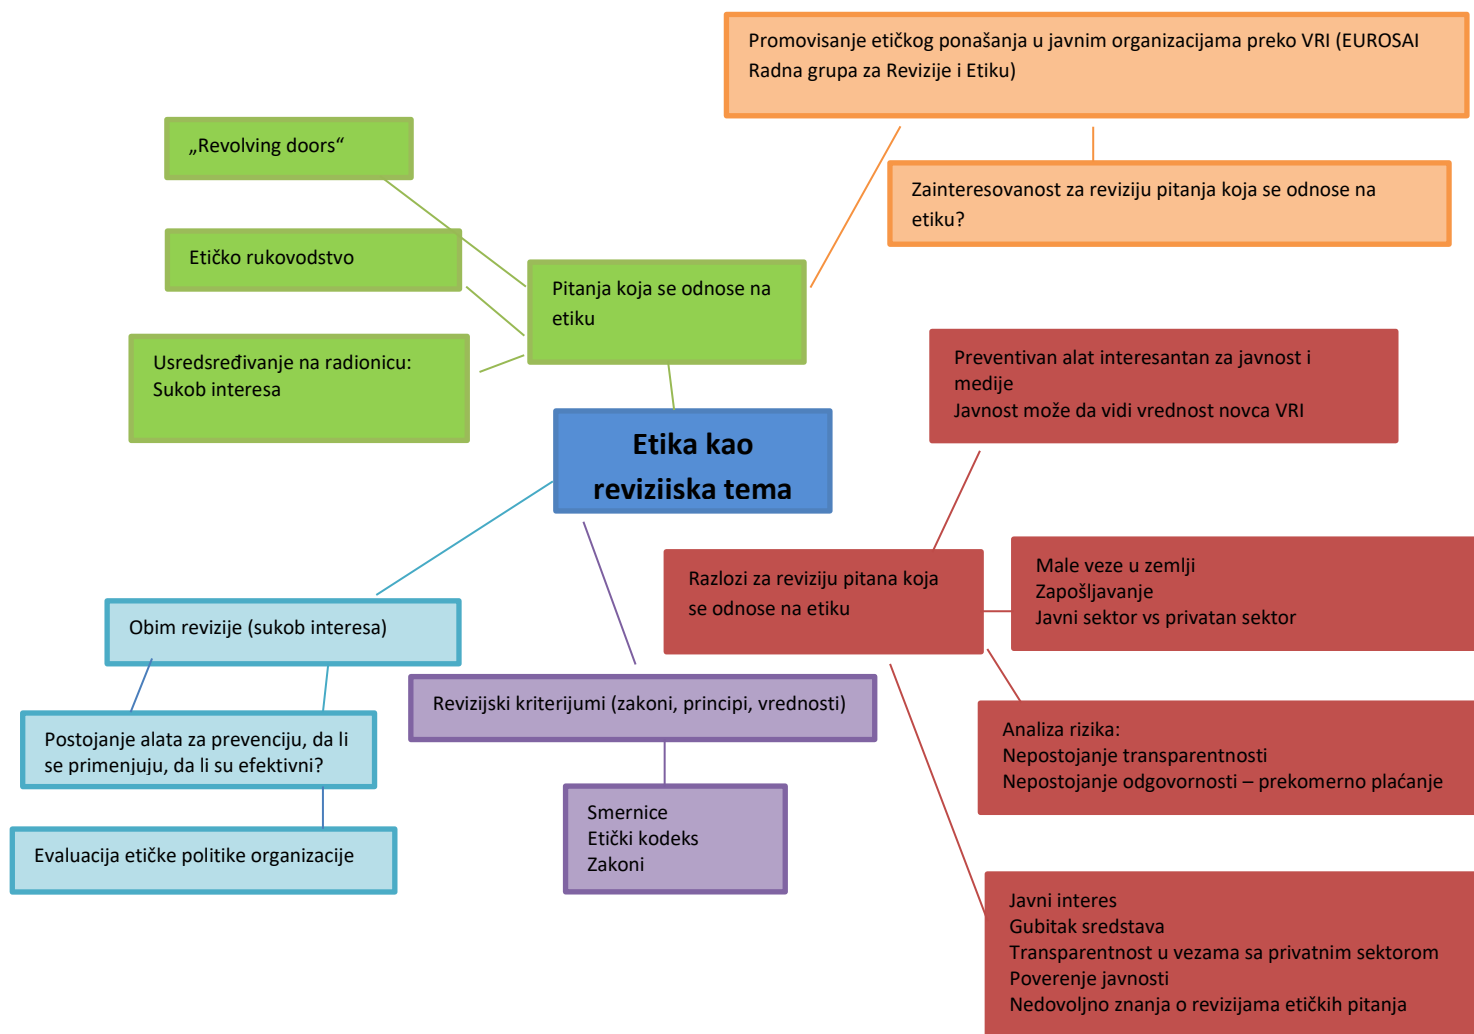 Promovisanje etičkog ponašanja u javnim organizacijama preko VRI (EUROSAI
Radna grupa za Revizije i Etiku)
„Revolving doors“
Zainteresovanost za reviziju pitanja koja se odnose na
etiku?
Etičko rukovodstvo
Pitanja koja se odnose na
etiku
Usredsređivanje na radionicu:
Sukob interesa
Preventivan alat interesantan za javnost i
medije
Javnost može da vidi vrednost novca VRI
Etika kao
reviziiska tema
Razlozi za reviziju pitana koja
se odnose na etiku
Male veze u zemlji
Zapošljavanje
Javni sektor vs privatan sektor
Obim revizije (sukob interesa)
Revizijski kriterijumi (zakoni, principi, vrednosti)
Postojanje alata za prevenciju, da li
se primenjuju, da li su efektivni?
Analiza rizika:
Nepostojanje transparentnosti
Nepostojanje odgovornosti – prekomerno plaćanje
Smernice
Etički kodeks
Zakoni
Evaluacija etičke politike organizacije
Javni interes
Gubitak sredstava
Transparentnost u vezama sa privatnim sektorom
Poverenje javnosti
Nedovoljno znanja o revizijama etičkih pitanja